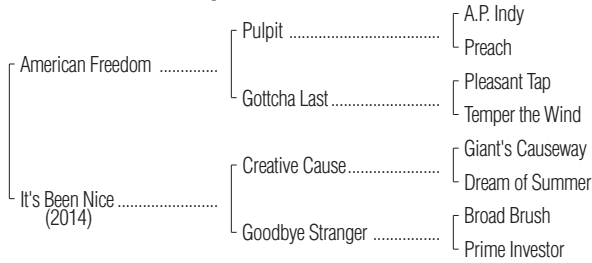 A.P. Indy
Pulpit
Preach
American Freedom
Pleasant Tap
Gottcha Last
Temper the Wind
Giant's Causeway
Creative Cause
Dream of Summer
It's Been Nice
(2014)
Broad Brush
Goodbye Stranger
Prime Investor